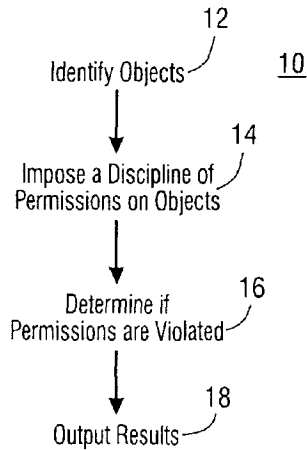 12
Identify Objects
10
14
Impose a Discipline of
Permissions on Objects
16
Determine if
Permissions are Violated
18
Output Results